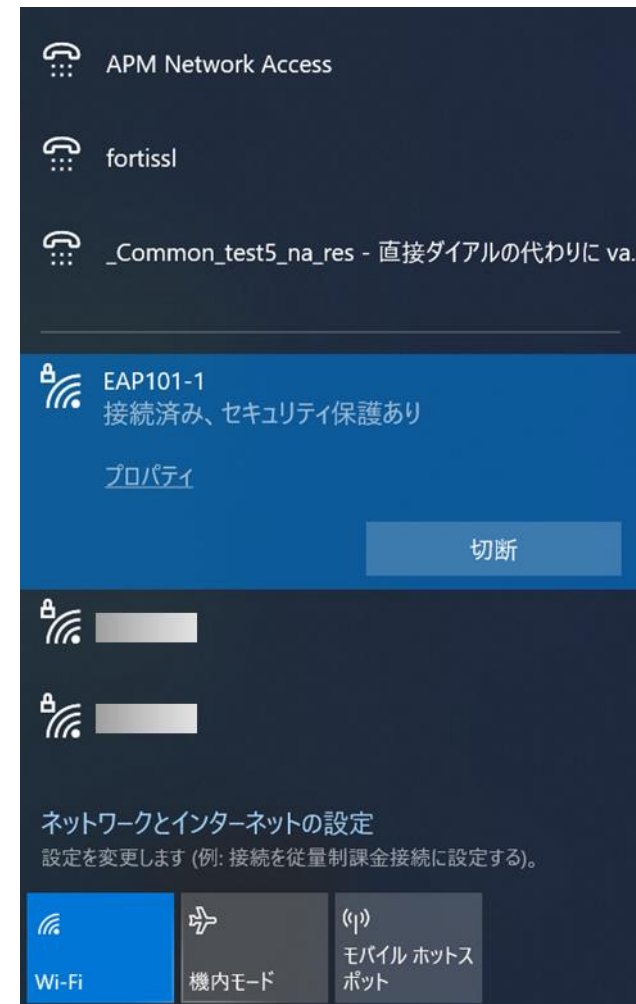 APM Network Access
fortissl
_Common_test5_na_res - 直接ダイアルの代わりに va.
EAP101-1
接続済み、セキュリティ保護あり
プロパティ
切断
ネットワークとインターネットの設定
設定を変更します (例: 接続を従量制課金接続に設定する)。
Wi-Fi
機内モード
モバイル ホットス
ポット